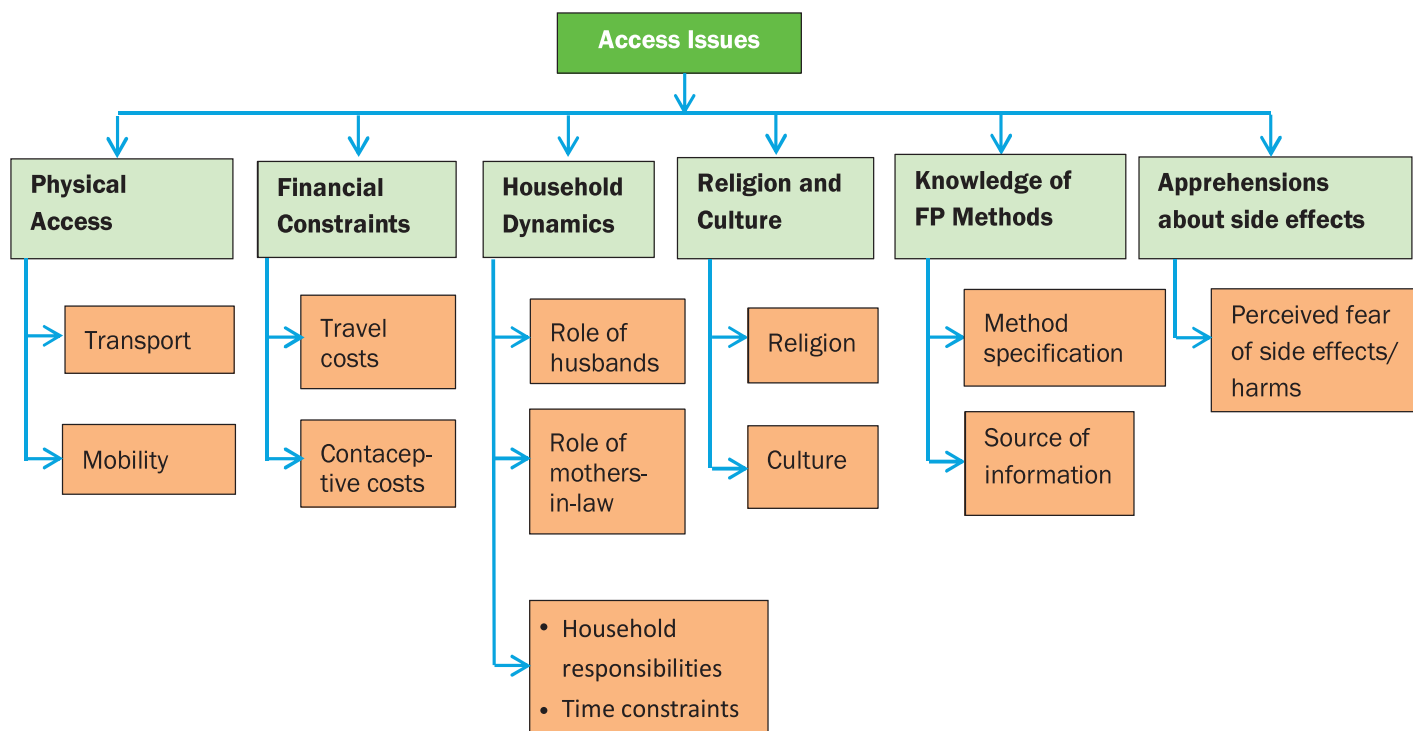 Access Issues
Physical
Access
Financial
Constraints
Household
Dynamics
Religion and
Culture
Knowledge of
FP Methods
Apprehensions
about side effects
Transport
Mobility
Travel
costs
Contacep-
tive costs
Role of
husbands
Role of
mothers-
in-law
• Household
responsibilities
• Time constraints
Religion
Culture
Method
specification
Source of
information
Perceived fear
of side effects/
harms